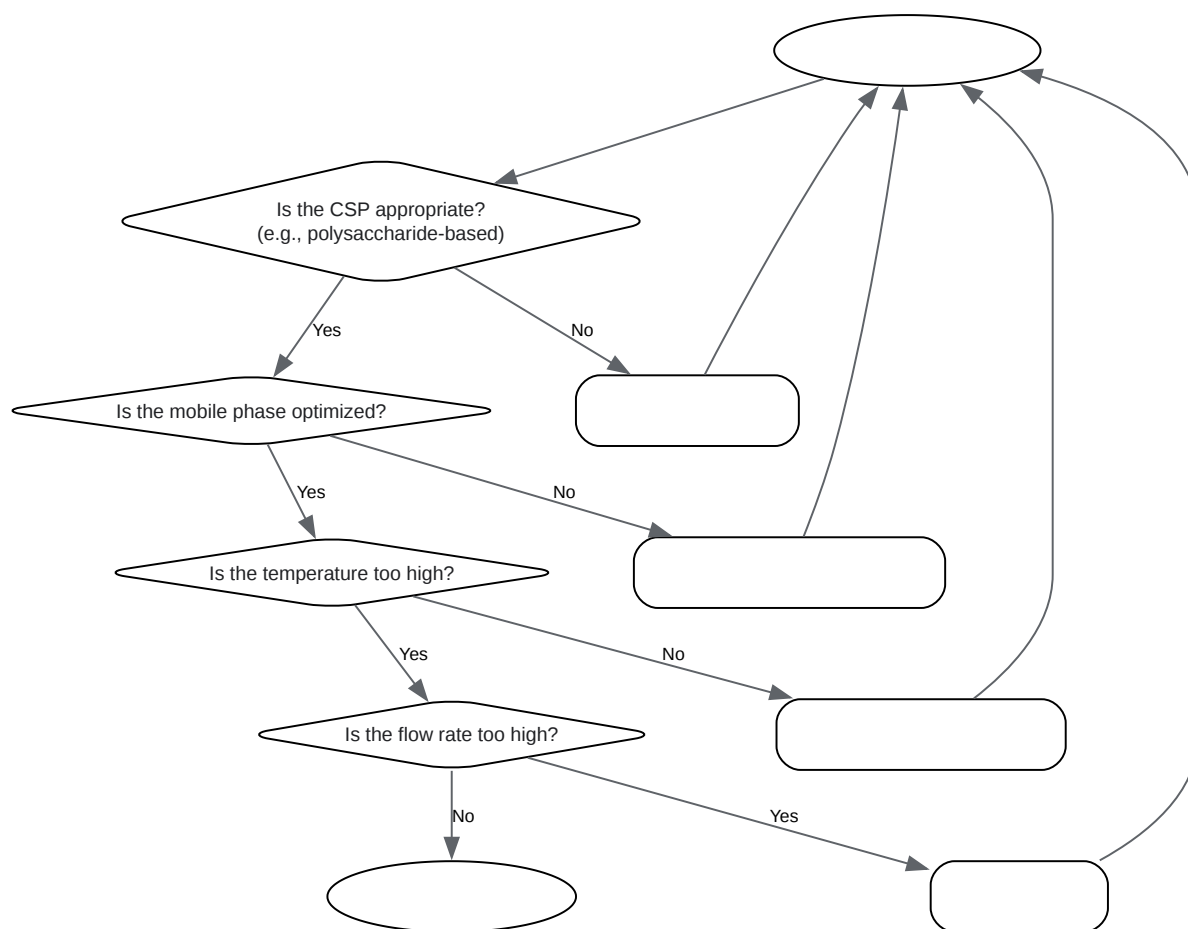 Is the CSP appropriate?
(e.g., polysaccharide-based)
Yes
No
Is the mobile phase optimized?
Yes
No
Is the temperature too high?
Yes
No
Is the flow rate too high?
No
Yes